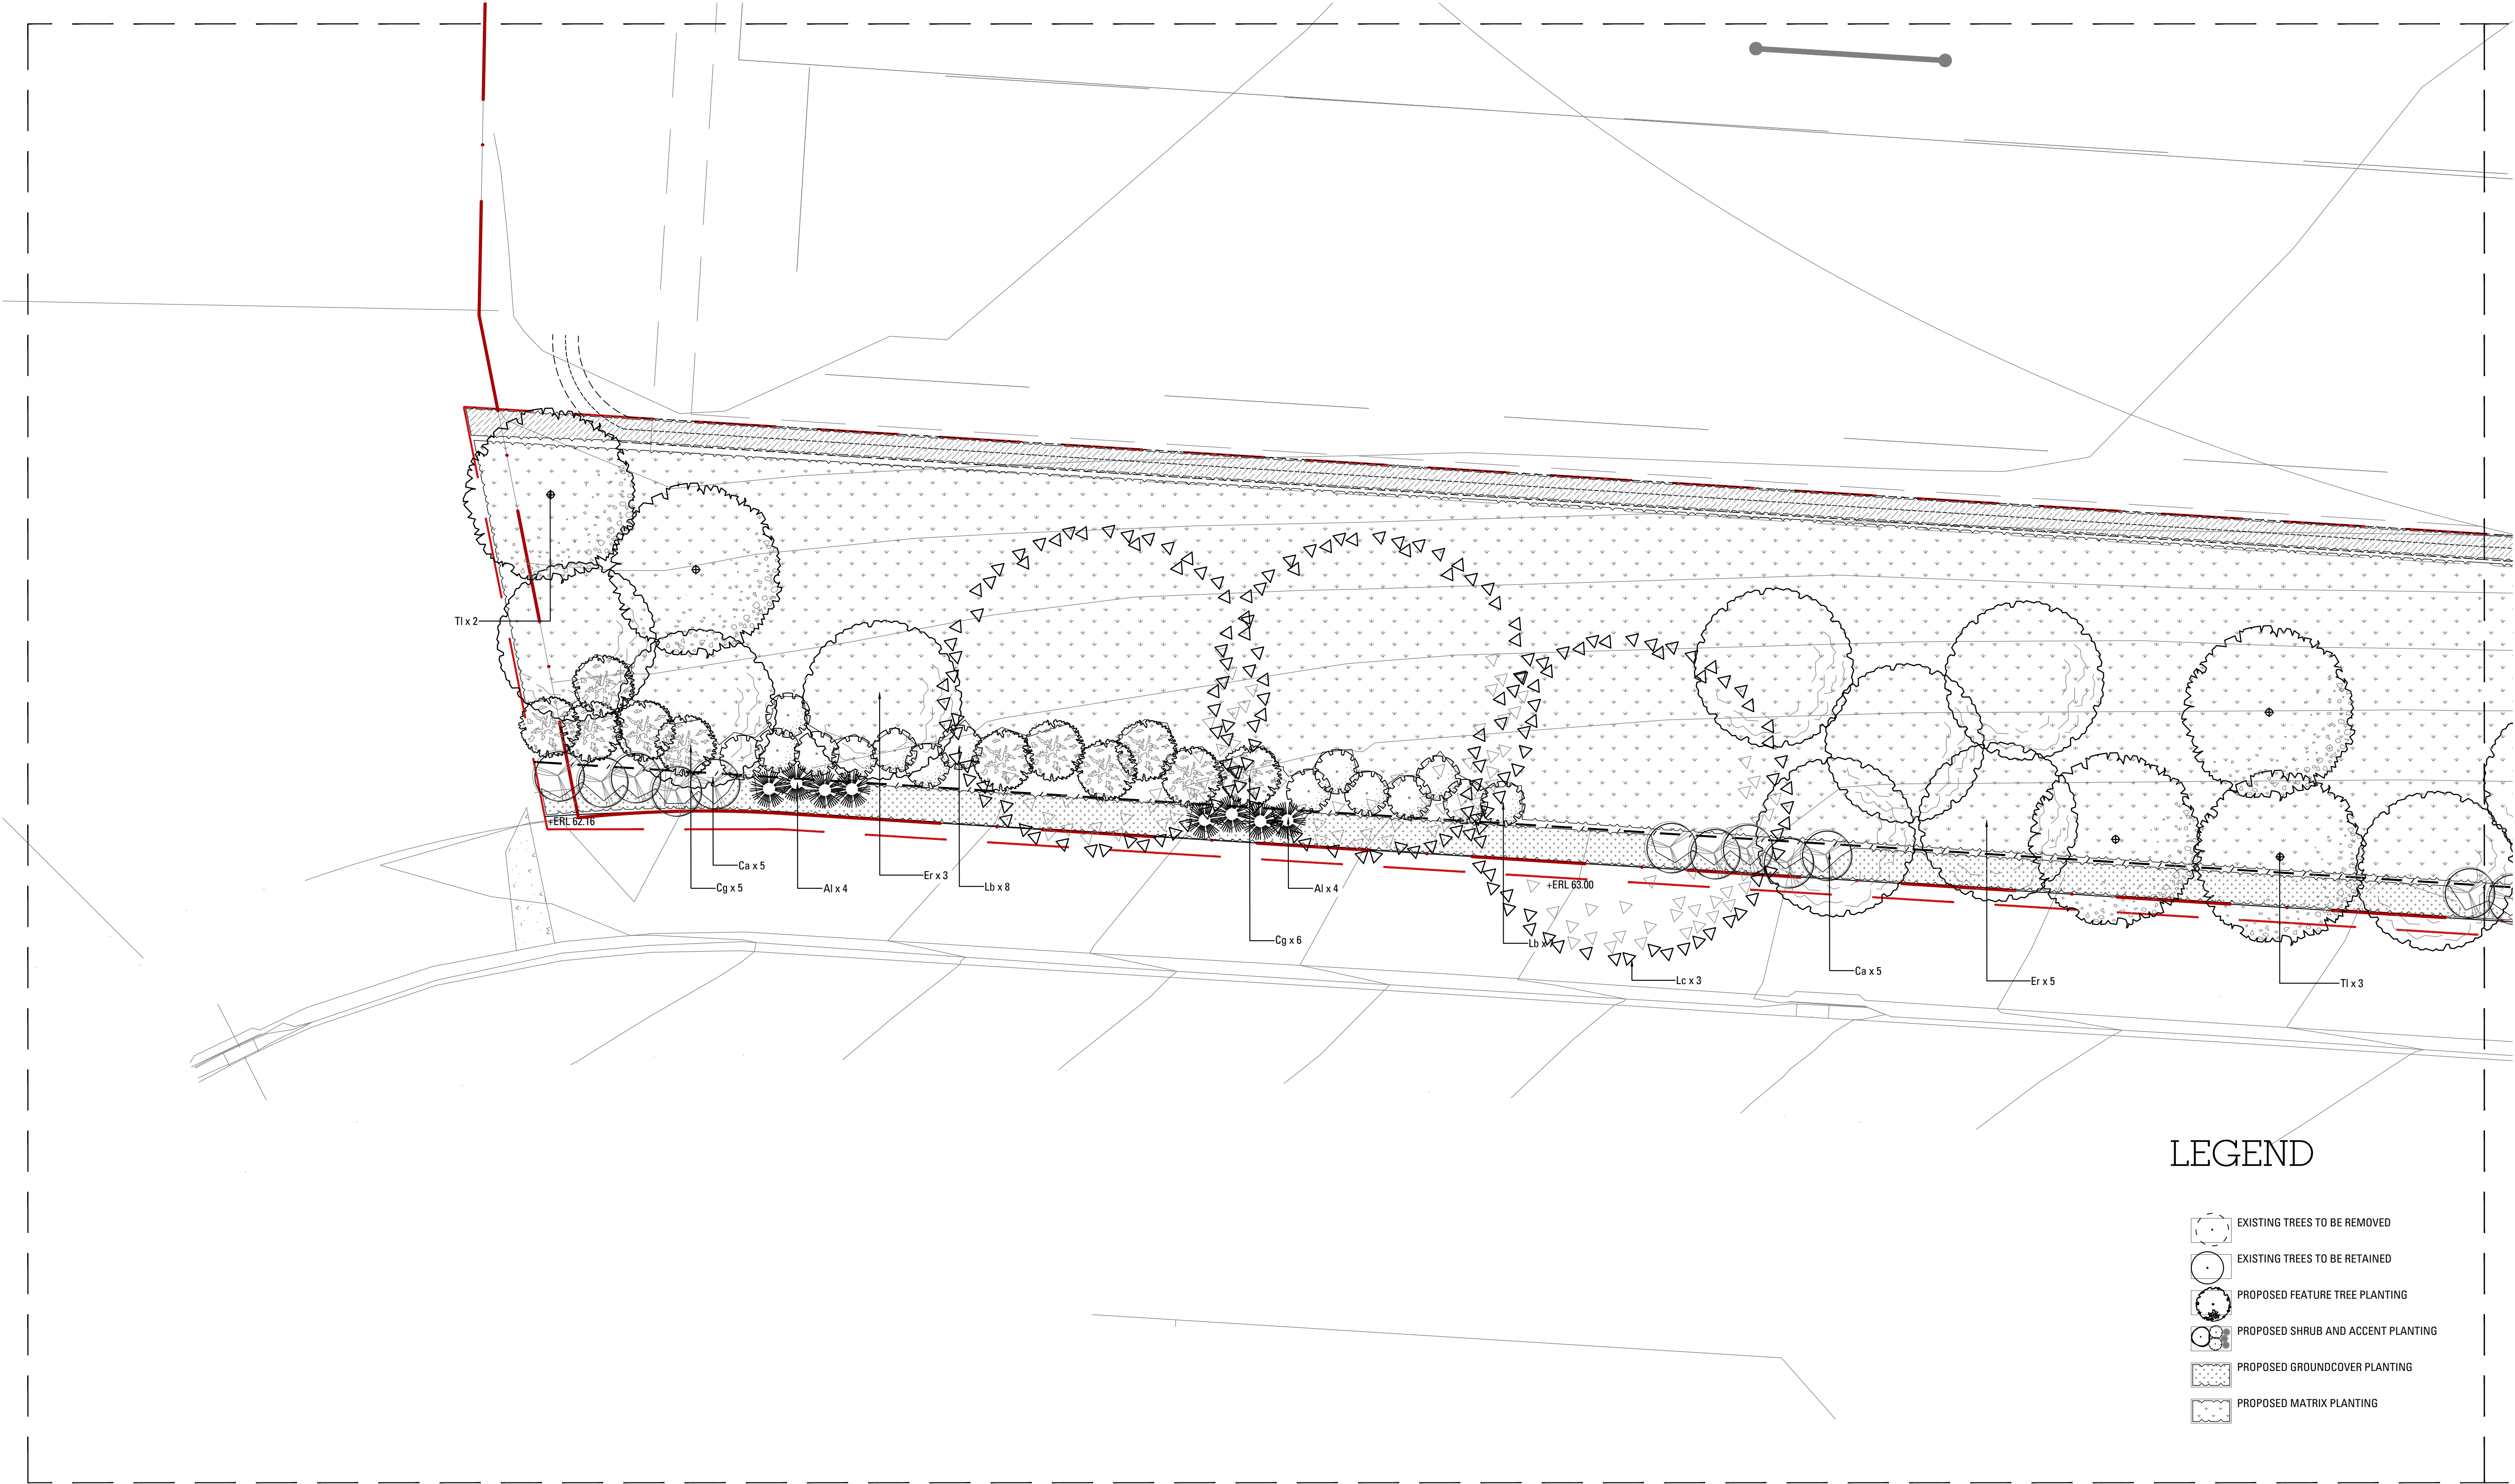 Tl x 2
+ERL 62.16
Ca x 5
Cg x 5
Al x 4
Er x 3
Lb x 8
Al x 4
+ERL 63.00
Cg x 6
Lb x
Lc x 3
Ca x 5
Er x 5
Tl x 3
LEGEND
EXISTING TREES TO BE REMOVED
EXISTING TREES TO BE RETAINED
PROPOSED FEATURE TREE PLANTING
PROPOSED SHRUB AND ACCENT PLANTING
PROPOSED GROUNDCOVER PLANTING
PROPOSED MATRIX PLANTING